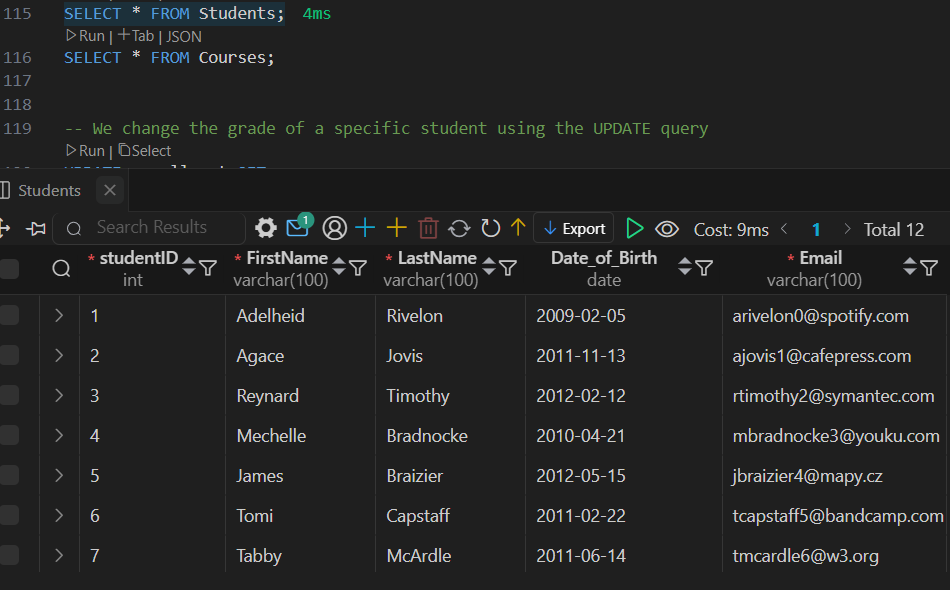 115 SELECT * FROM Students; 4ms
Run | Tab | JSON
116 SELECT * FROM Courses;
117
118
119 -- We change the grade of a specific student using the UPDATE query
Run | Select
Students
Search Results 1 Export Cost: 9ms 1 Total 12
* studentID * FirstName * LastName Date_of_Birth * Email
int varchar(100) varchar(100) date varchar(100)
1 Adelheid Rivelon 2009-02-05 arivelon0@spotify.com
2 Agace Jovis 2011-11-13 ajovis1@cafepress.com
3 Reynard Timothy 2012-02-12 rtimothy2@symantec.com
4 Mechelle Bradnocke 2010-04-21 mbradnocke3@youku.com
5 James Braizier 2012-05-15 jbraizier4@mapy.cz
6 Tomi Capstaff 2011-02-22 tcapstaff5@bandcamp.com
7 Tabby McArdle 2011-06-14 tmcardle6@w3.org